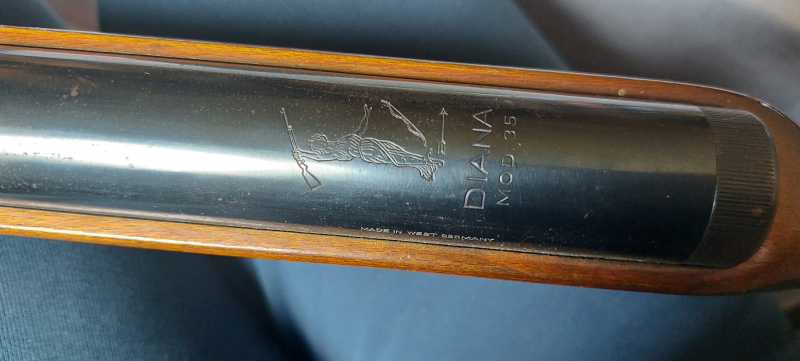 DIANA
MOD. 35
MADE IN WEST GERMANY